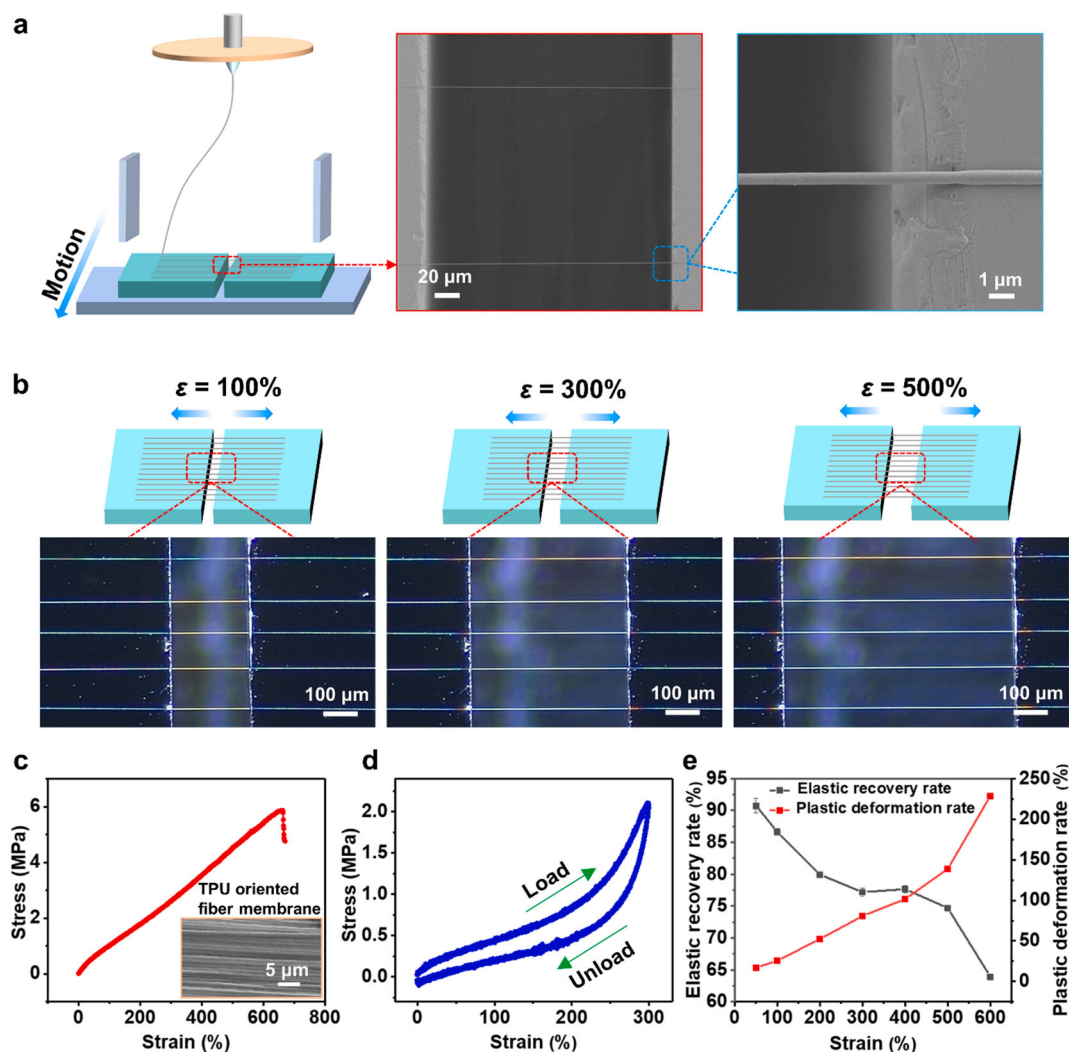 a
Motion
20 μm
1 μm
b
ε = 100%
ε = 300%
ε = 500%
100 μm
100 μm
100 μm
c
Stress (MPa)
8
6
4
2
0
TPU oriented
fiber membrane
5 μm
0 200 400 600 800
Strain (%)
d
Stress (MPa)
2.0
1.5
1.0
0.5
0.0
Load
Unload
0 100 200 300
Strain (%)
e
Elastic recovery rate (%)
95
90
85
80
75
70
65
60
Elastic recovery rate
Plastic deformation rate
250
200
150
100
50
0
Plastic deformation rate (%)
0 100 200 300 400 500 600
Strain (%)